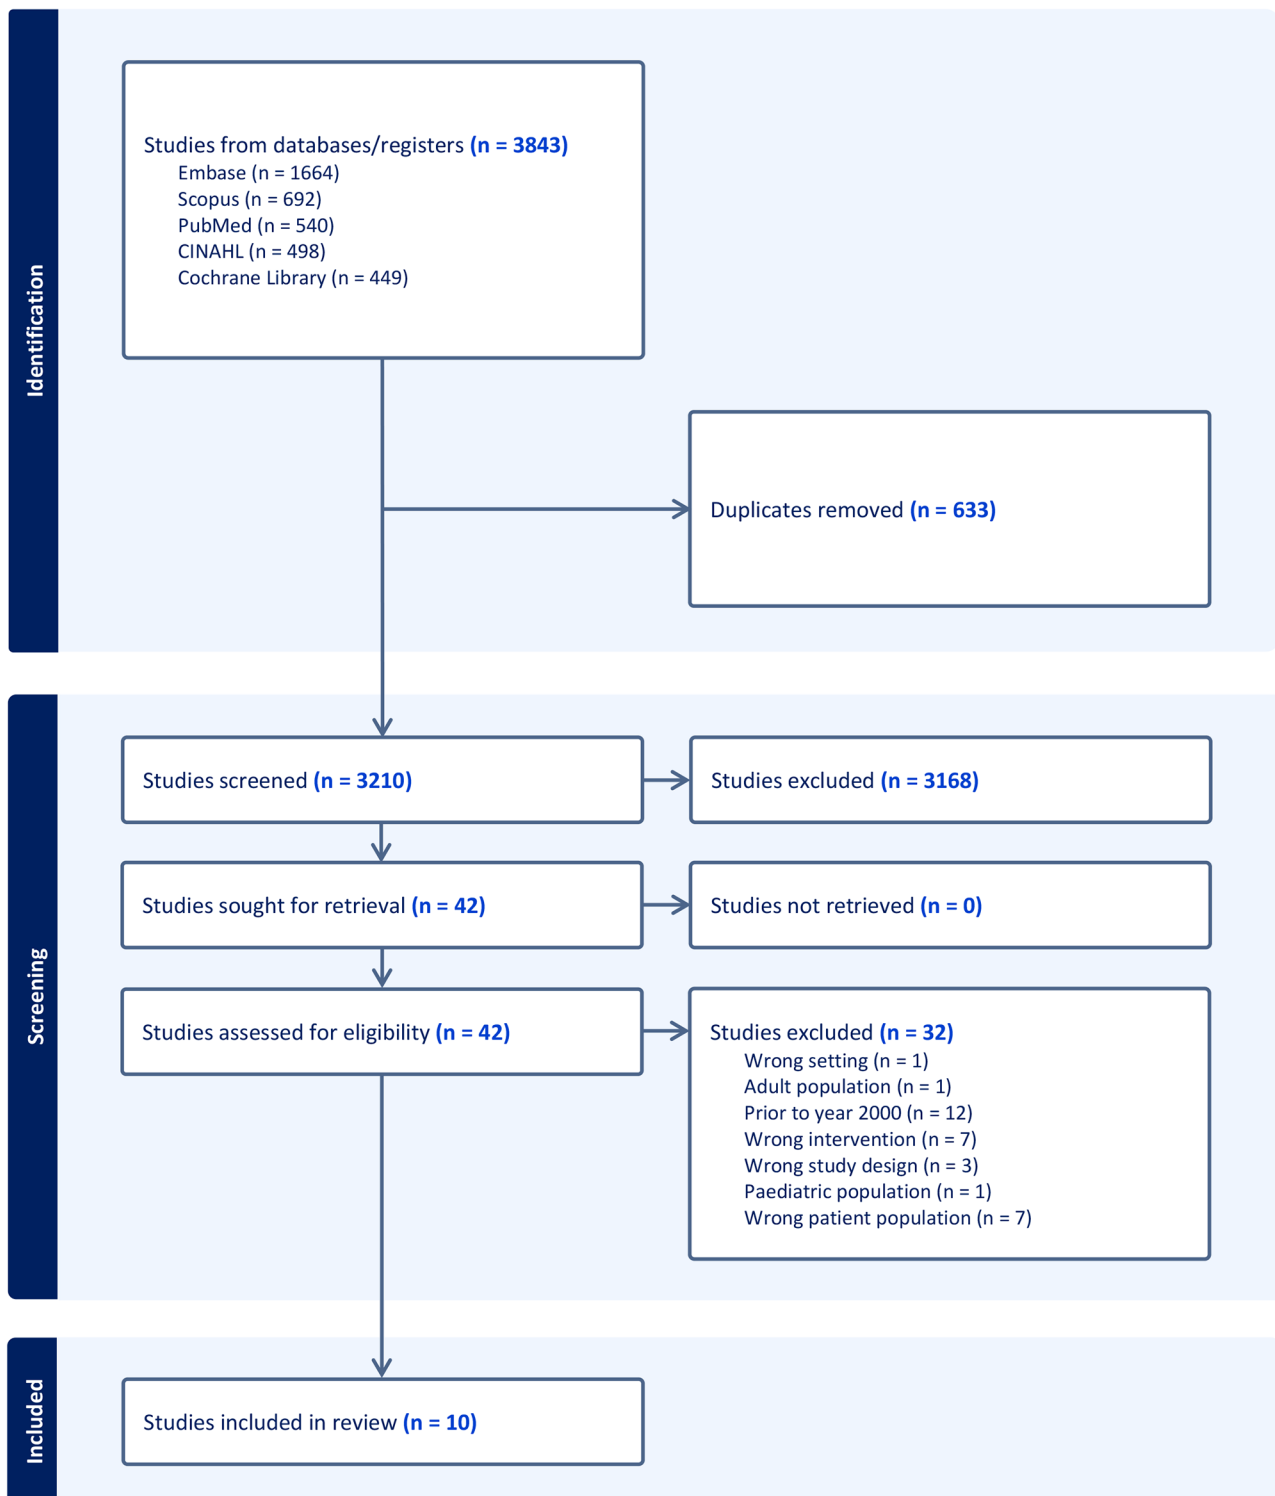 Identification
Studies from databases/registers (n = 3843)
Embase (n = 1664)
Scopus (n = 692)
PubMed (n = 540)
CINAHL (n = 498)
Cochrane Library (n = 449)
Duplicates removed (n = 633)
Screening
Studies screened (n = 3210)
Studies excluded (n = 3168)
Studies sought for retrieval (n = 42)
Studies not retrieved (n = 0)
Studies assessed for eligibility (n = 42)
Studies excluded (n = 32)
Wrong setting (n = 1)
Adult population (n = 1)
Prior to year 2000 (n = 12)
Wrong intervention (n = 7)
Wrong study design (n = 3)
Paediatric population (n = 1)
Wrong patient population (n = 7)
Included
Studies included in review (n = 10)